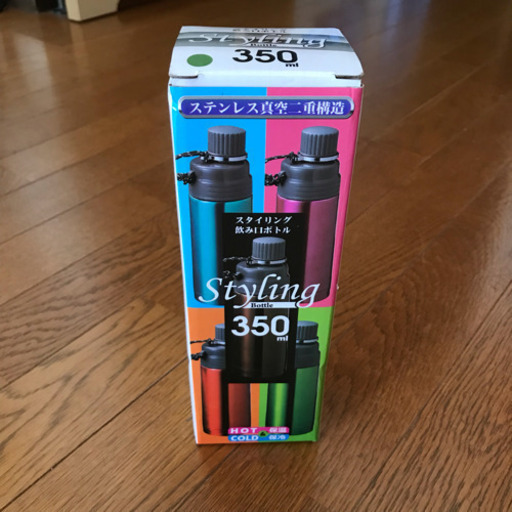 Styling
Bottle
350
ml
ステンレス真空二重構造
スタイリング
飲み口ボトル
Styling
Bottle
350
ml
HOT 保温
COLD 保冷